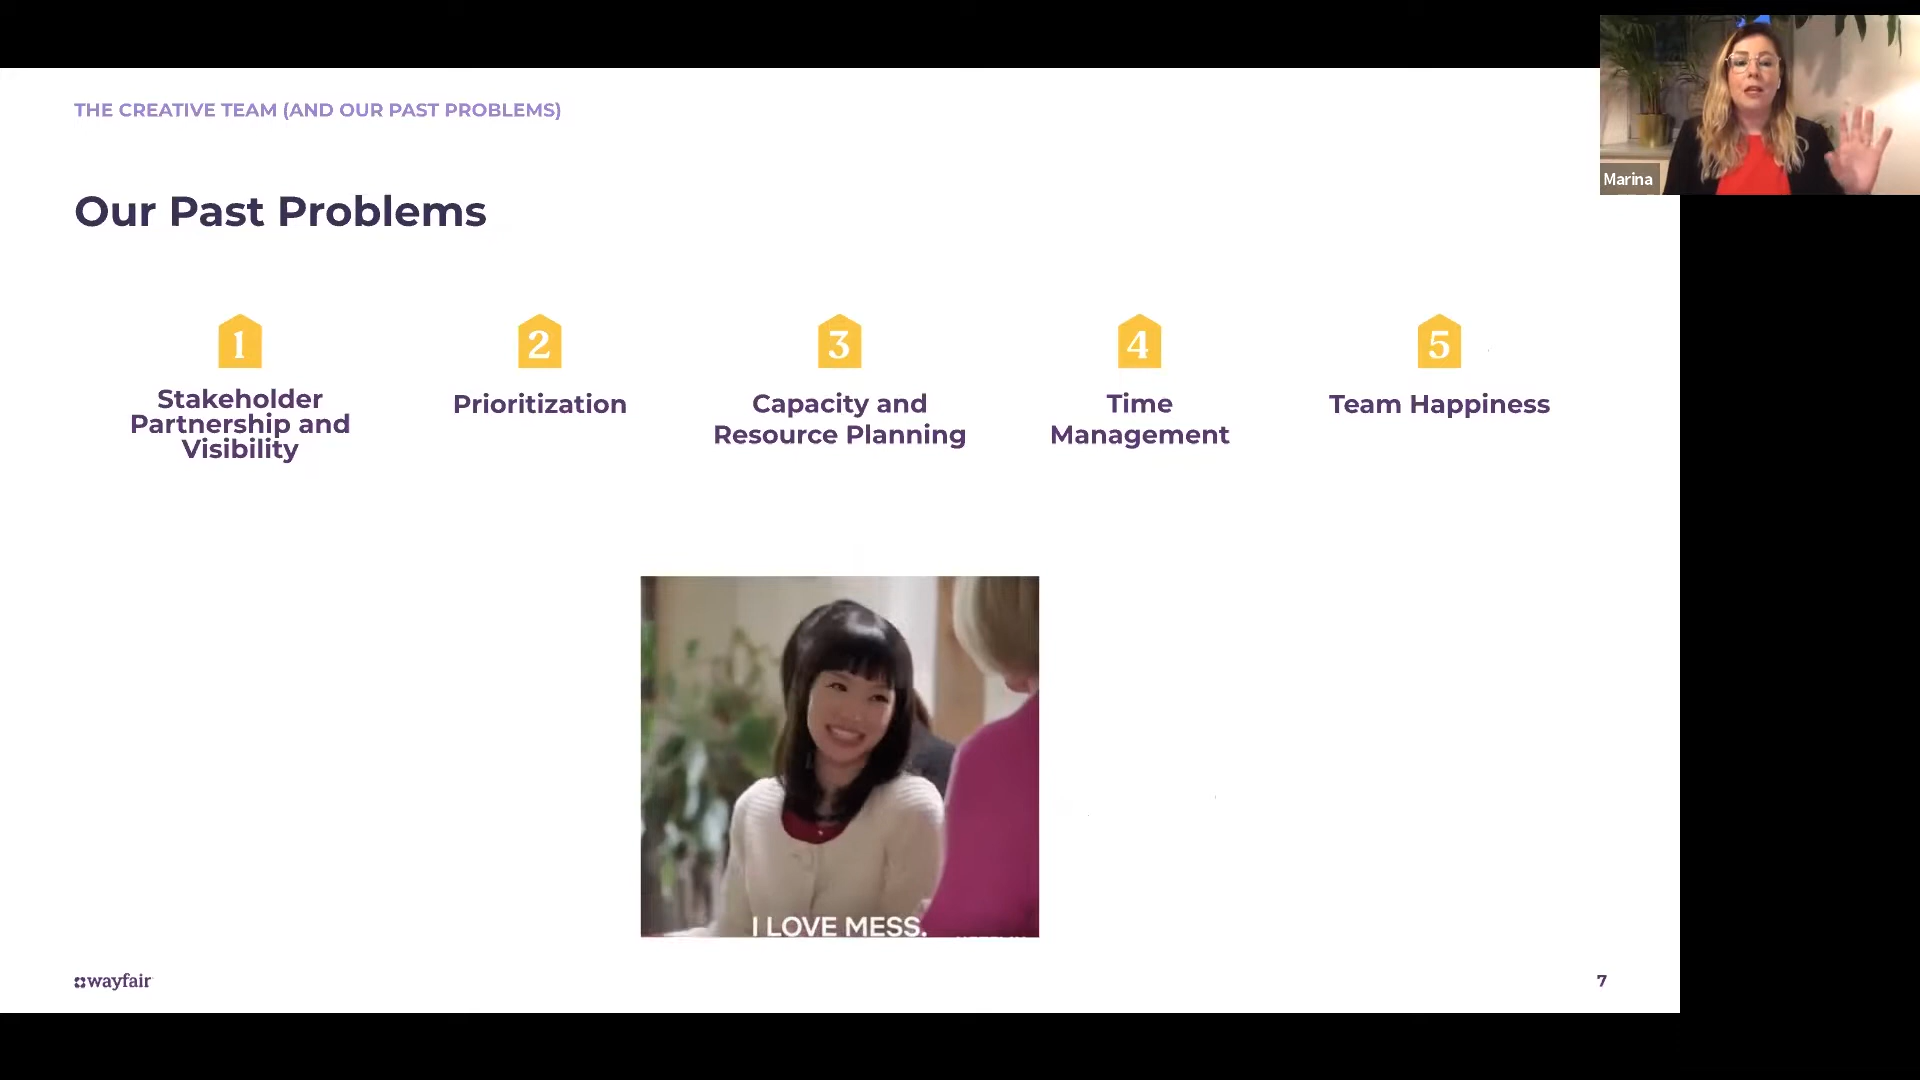 THE CREATIVE TEAM (AND OUR PAST PROBLEMS)
Marina
Our Past Problems
1
Stakeholder
Partnership and
Visibility
2
Prioritization
3
Capacity and
Resource Planning
4
Time
Management
5
Team Happiness
I LOVE MESS.
wayfair
7